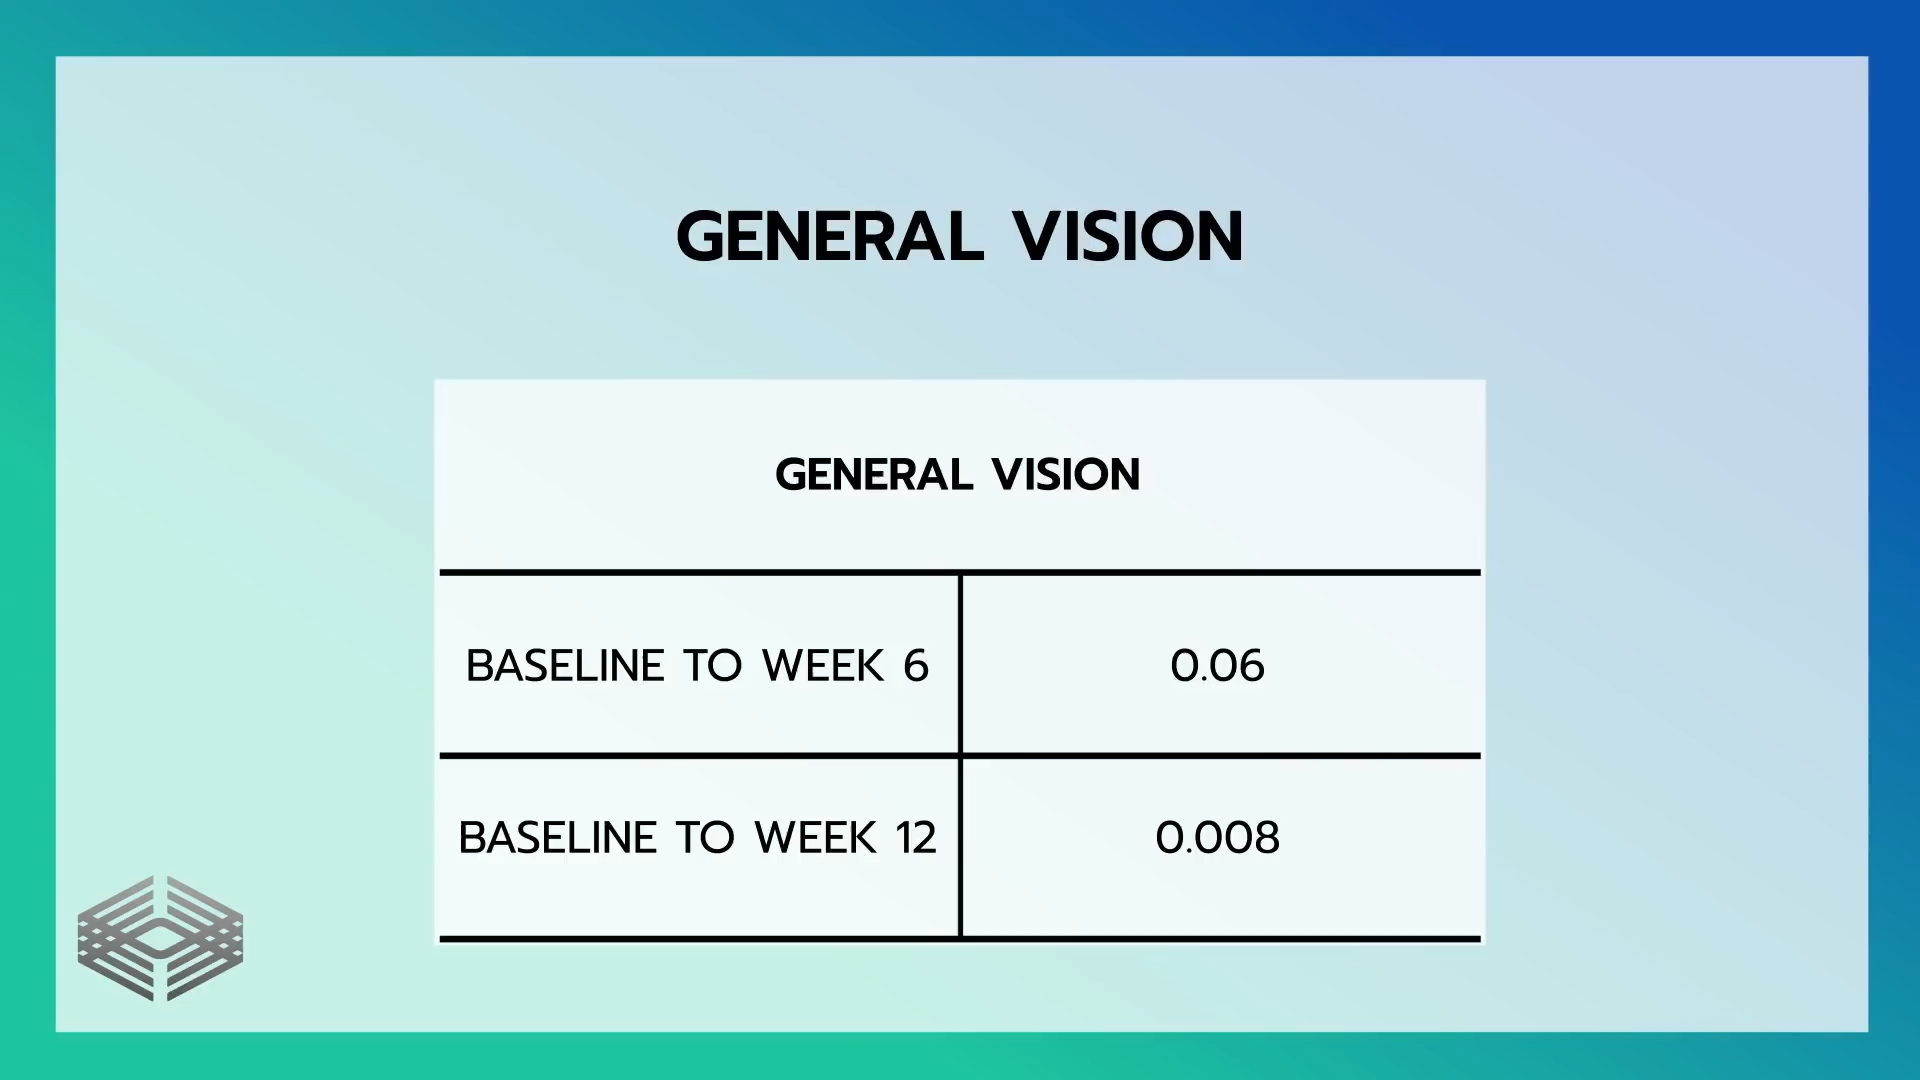 GENERAL VISION
GENERAL VISION
BASELINE TO WEEK 6 0.06
BASELINE TO WEEK 12 0.008